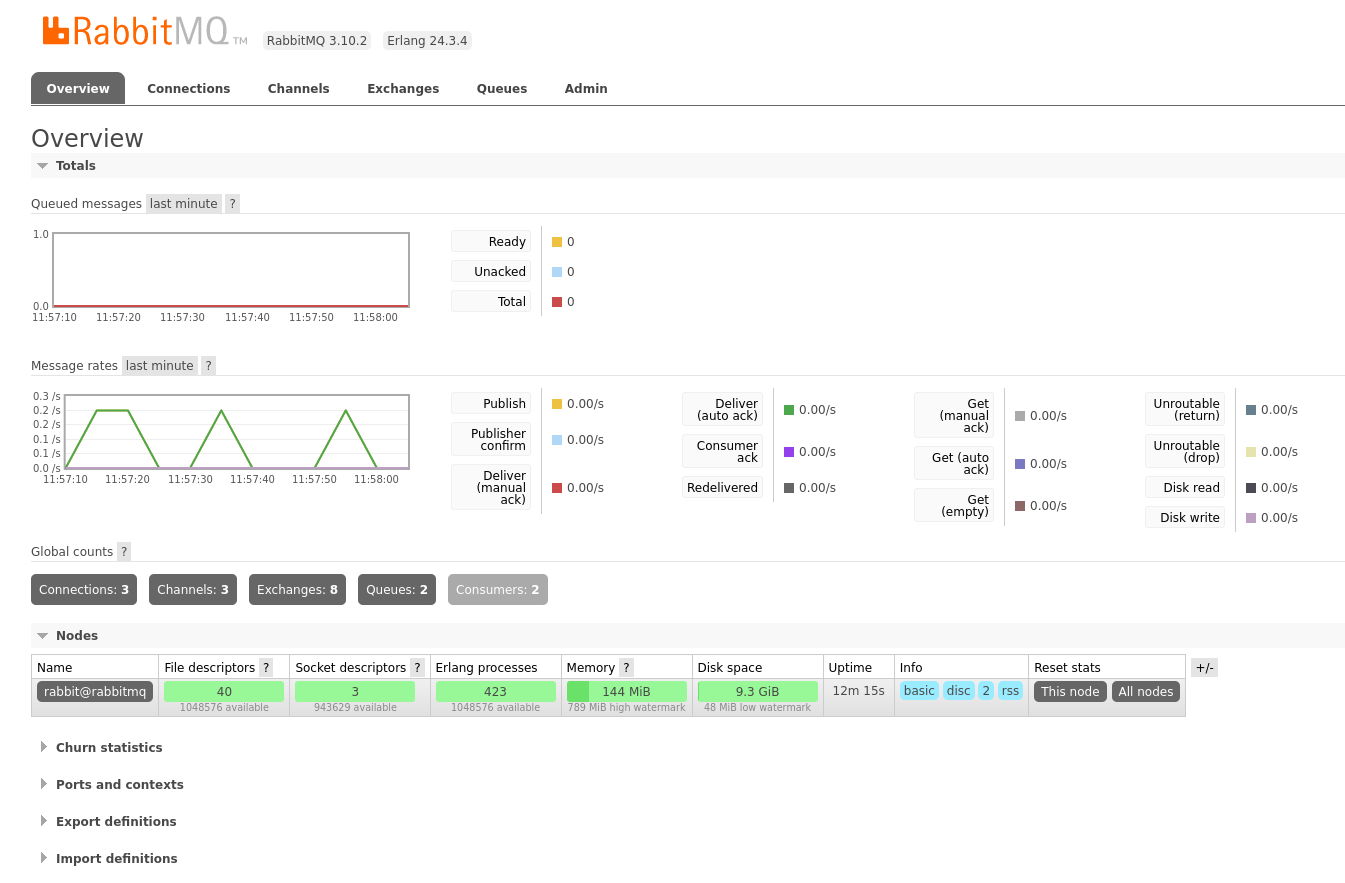 RabbitMQ TM RabbitMQ 3.10.2 Erlang 24.3.4
Overview Connections Channels Exchanges Queues Admin
Overview
Totals
Queued messages last minute ?
1.0
0.0
11:57:10 11:57:20 11:57:30 11:57:40 11:57:50 11:58:00
Ready 0
Unacked 0
Total 0
Message rates last minute ?
0.3 /s
0.2 /s
0.2 /s
0.1 /s
0.1 /s
0.0 /s
11:57:10 11:57:20 11:57:30 11:57:40 11:57:50 11:58:00
Publish 0.00/s
Publisher
confirm 0.00/s
Deliver
(manual
ack) 0.00/s
Deliver
(auto ack) 0.00/s
Consumer
ack 0.00/s
Redelivered 0.00/s
Get
(manual
ack) 0.00/s
Get (auto
ack) 0.00/s
Get
(empty) 0.00/s
Unroutable
(return) 0.00/s
Unroutable
(drop) 0.00/s
Disk read 0.00/s
Disk write 0.00/s
Global counts ?
Connections: 3 Channels: 3 Exchanges: 8 Queues: 2 Consumers: 2
Nodes
Name File descriptors ? Socket descriptors ? Erlang processes Memory ? Disk space Uptime Info Reset stats +/-
rabbit@rabbitmq 40 3 423 144 MiB 9.3 GiB 12m 15s basic disc 2 rss This node All nodes
1048576 available 943629 available 1048576 available 789 MiB high watermark 48 MiB low watermark
Churn statistics
Ports and contexts
Export definitions
Import definitions